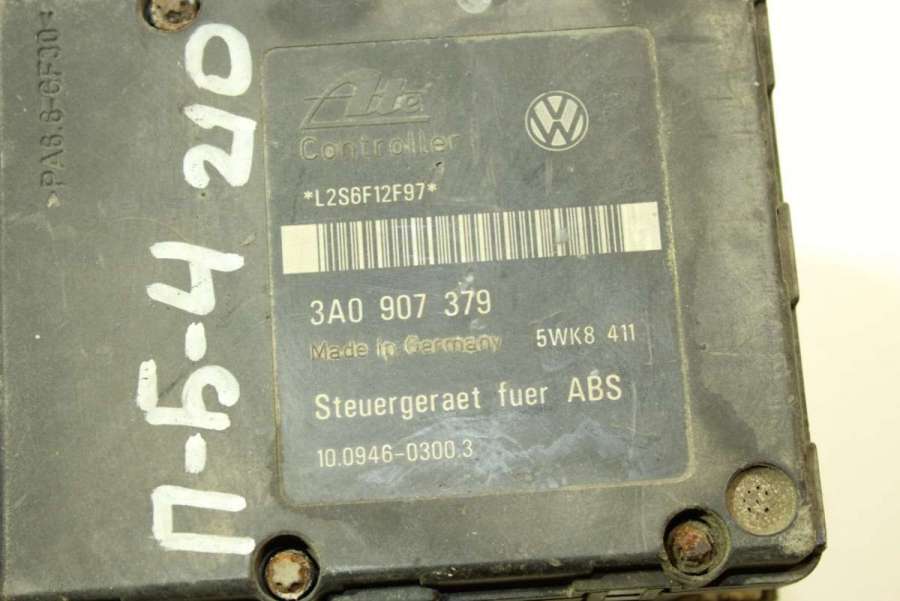 >PA6.6-GF30<
П-Б-4 210
Ate
Controller
*L2S6F12F97*
3A0 907 379
Made in Germany 5WK8 411
Steuergeraet fuer ABS
10.0946-0300.3